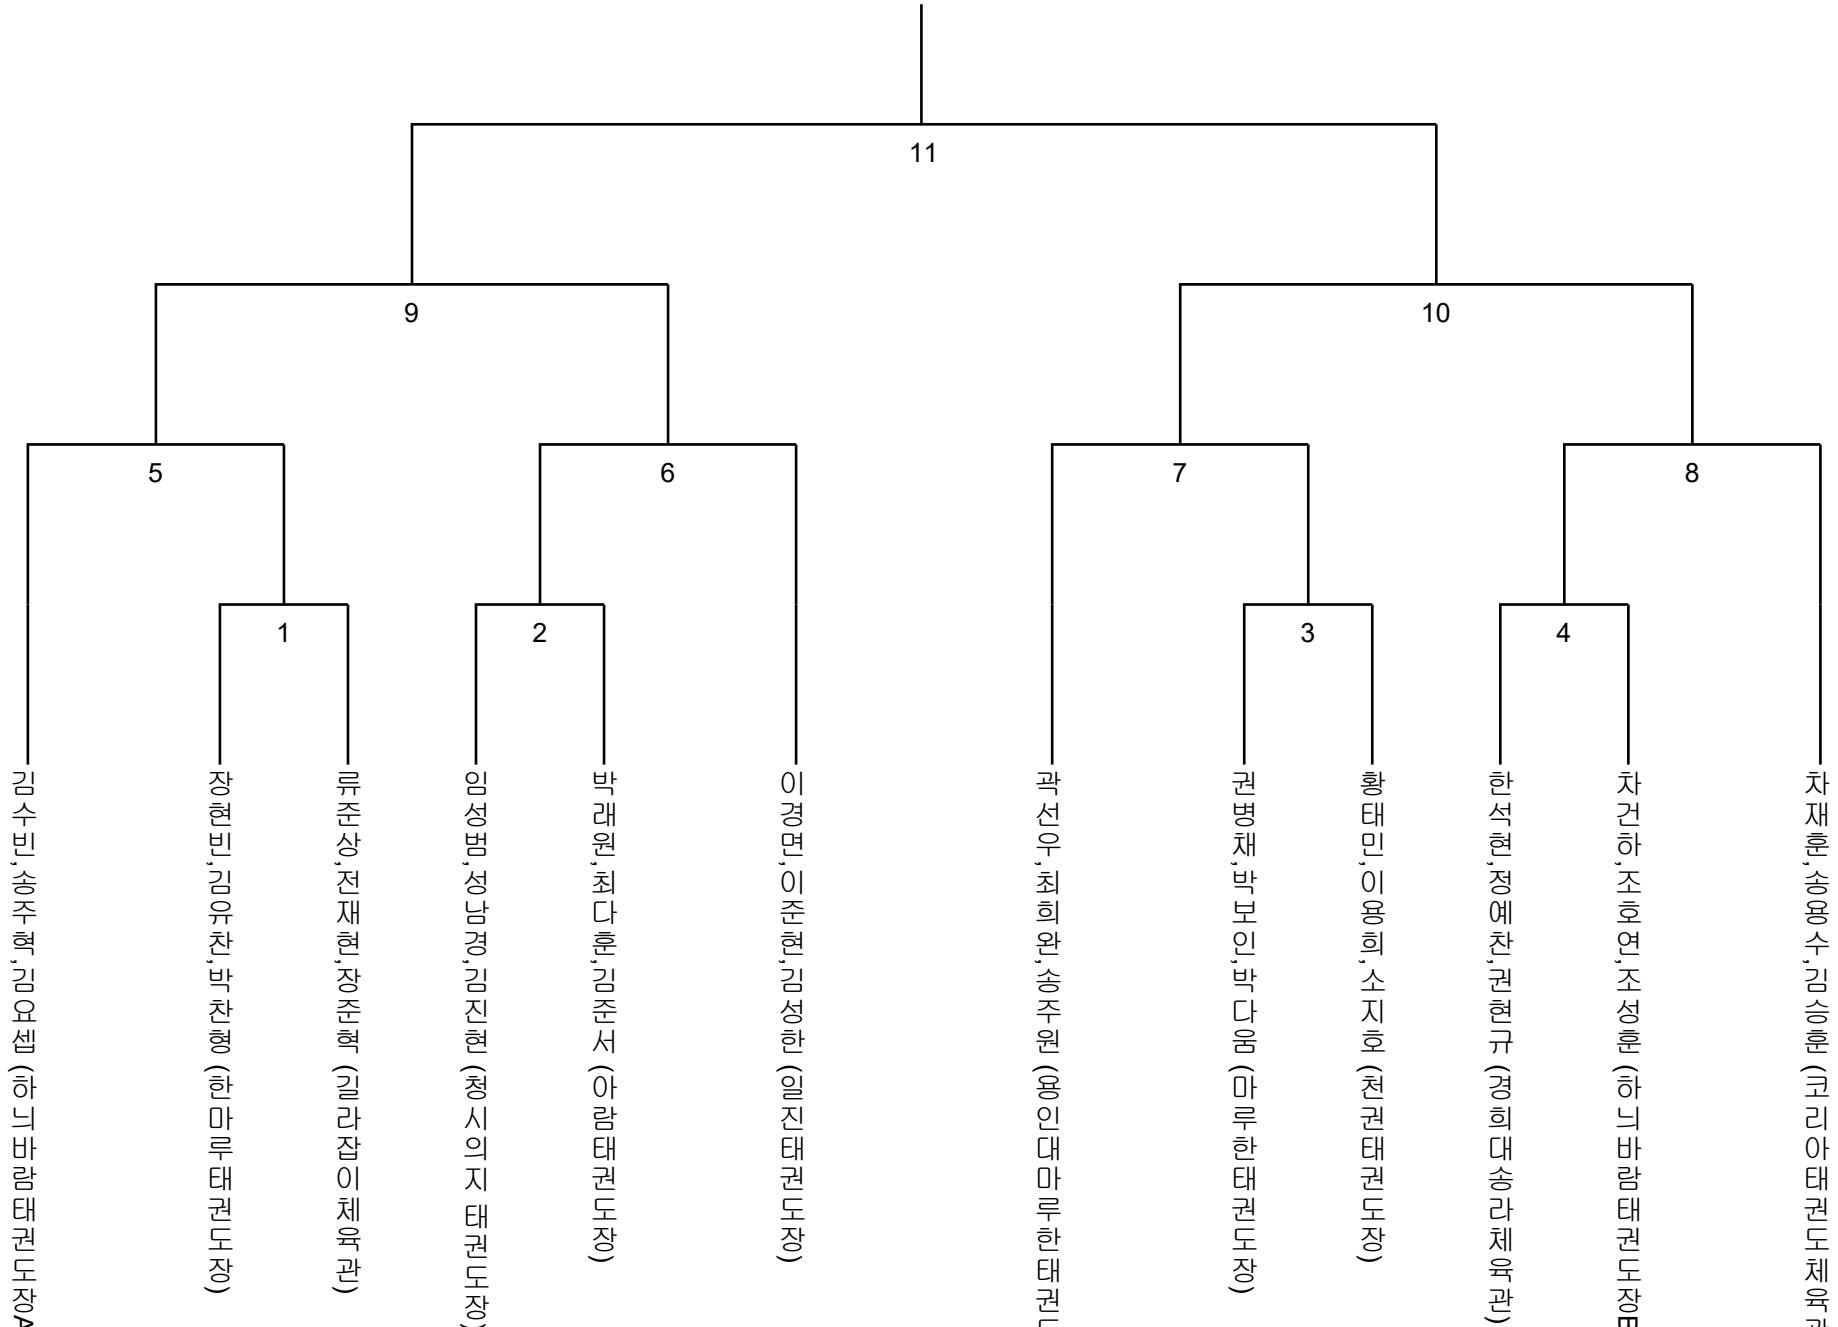 11
9
10
5
6
7
8
1
2
3
4
김수빈,송주혁,김요셉 (하늬바람태권도장A
장현빈,김유찬,박찬형 (한마루태권도장)
류준상,전재현,장준혁 (길라잡이체육관)
임성범,성남경,김진현 (청시의지 태권도장)
박래원,최다훈,김준서 (아람태권도장)
이경면,이준현,김성한 (일진태권도장)
곽선우,최희완,송주원 (용인대마루한태권도
권병채,박보인,박다움 (마루한태권도장)
황태민,이용희,소지호 (천권태권도장)
한석현,정예찬,권현규 (경희대송라체육관)
차건하,조호연,조성훈 (하늬바람태권도장B
차재훈,송용수,김승훈 (코리아태권도체육관